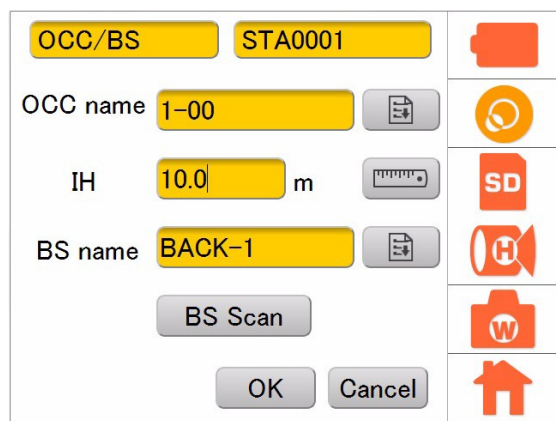 OCC/BS STA0001
OCC name 1-00
IH 10.0 m
SD
BS name BACK-1
H
BS Scan
W
OK Cancel